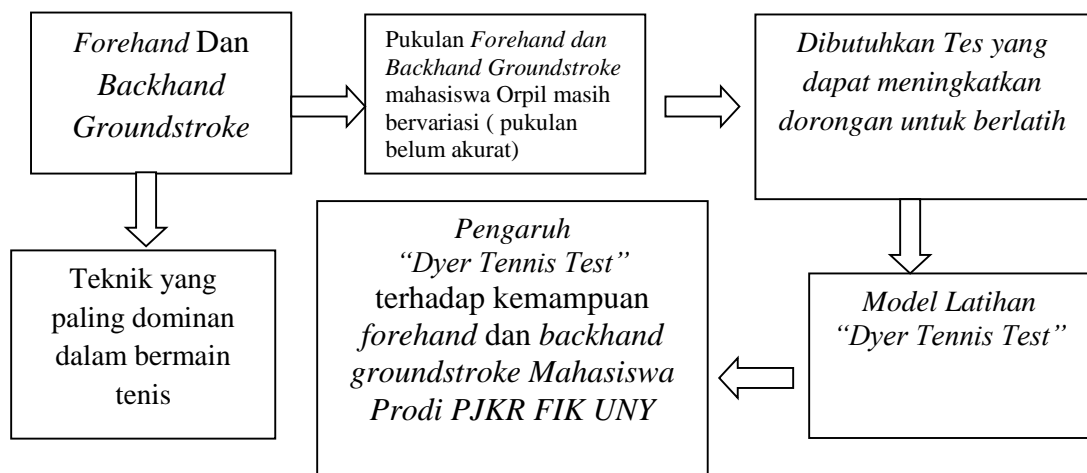 Forehand Dan
Backhand
Groundstroke
Pukulan Forehand dan
Backhand Groundstroke
mahasiswa Orpil masih
bervariasi ( pukulan
belum akurat)
Dibutuhkan Tes yang
dapat meningkatkan
dorongan untuk berlatih
Teknik yang
paling dominan
dalam bermain
tenis
Pengaruh
“Dyer Tennis Test”
terhadap kemampuan
forehand dan backhand
groundstroke Mahasiswa
Prodi PJKR FIK UNY
Model Latihan
“Dyer Tennis Test”